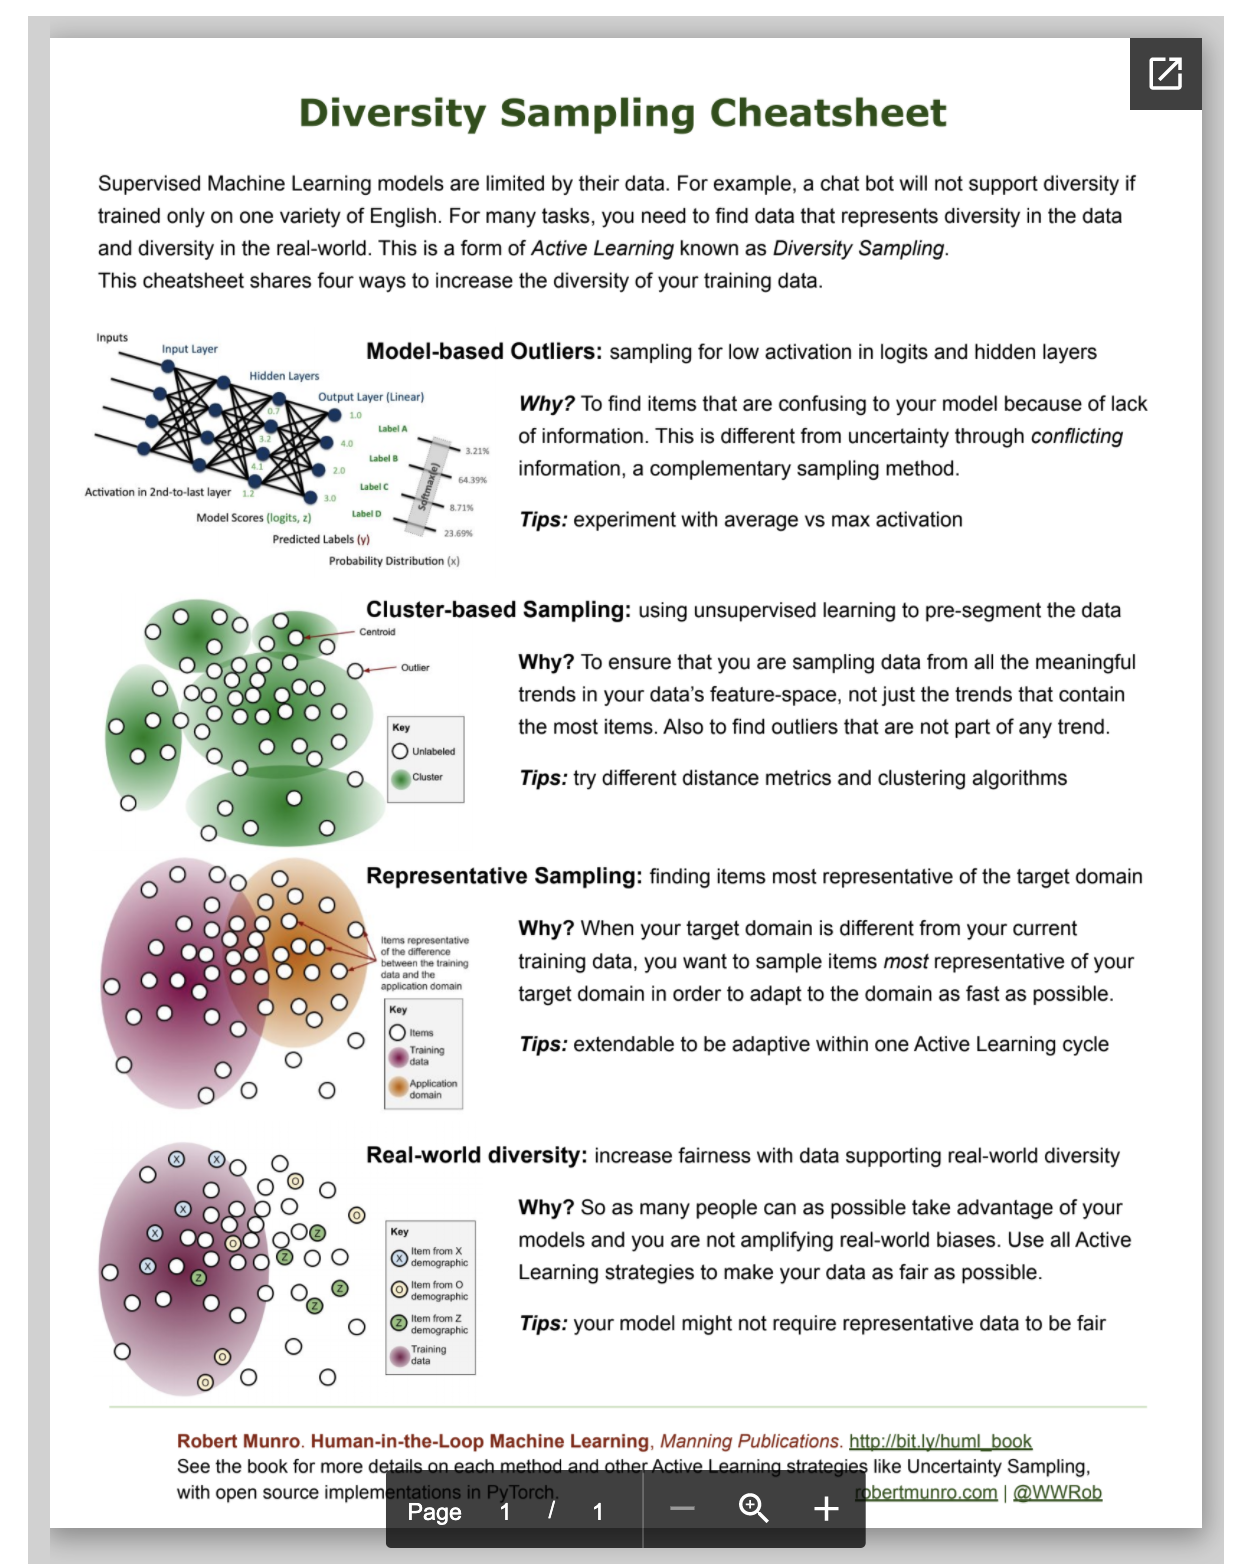 Diversity Sampling Cheatsheet
Supervised Machine Learning models are limited by their data. For example, a chat bot will not support diversity if
trained only on one variety of English. For many tasks, you need to find data that represents diversity in the data
and diversity in the real-world. This is a form of Active Learning known as Diversity Sampling.
This cheatsheet shares four ways to increase the diversity of your training data.
Inputs
Input Layer
Hidden Layers
Output Layer (Linear)
0.7
3.2
4.1
1.2
1.0
4.0
2.0
3.0
Label A
Label B
Label C
Label D
Softmax(e)
3.21%
64.39%
8.71%
23.69%
Activation in 2nd-to-last layer
Model Scores (logits, z)
Predicted Labels (y)
Probability Distribution (x)
Model-based Outliers: sampling for low activation in logits and hidden layers
Why? To find items that are confusing to your model because of lack
of information. This is different from uncertainty through conflicting
information, a complementary sampling method.
Tips: experiment with average vs max activation
Cluster-based Sampling: using unsupervised learning to pre-segment the data
Centroid
Outlier
Key
Unlabeled
Cluster
Why? To ensure that you are sampling data from all the meaningful
trends in your data's feature-space, not just the trends that contain
the most items. Also to find outliers that are not part of any trend.
Tips: try different distance metrics and clustering algorithms
Representative Sampling: finding items most representative of the target domain
Items representative
of the difference
between the training
data and the
application domain
Key
Items
Training
data
Application
domain
Why? When your target domain is different from your current
training data, you want to sample items most representative of your
target domain in order to adapt to the domain as fast as possible.
Tips: extendable to be adaptive within one Active Learning cycle
Real-world diversity: increase fairness with data supporting real-world diversity
X
X
O
X
O
X
O
Z
X
Z
Z
Z
Z
O
O
Key
X Item from X
demographic
O Item from O
demographic
Z Item from Z
demographic
Training
data
Why? So as many people can as possible take advantage of your
models and you are not amplifying real-world biases. Use all Active
Learning strategies to make your data as fair as possible.
Tips: your model might not require representative data to be fair
Robert Munro. Human-in-the-Loop Machine Learning, Manning Publications. http://bit.ly/huml_book
See the book for more details on each method and other Active Learning strategies like Uncertainty Sampling,
with open source implementations in PyTorch. robertmunro.com | @WWRob
Page 1 / 1